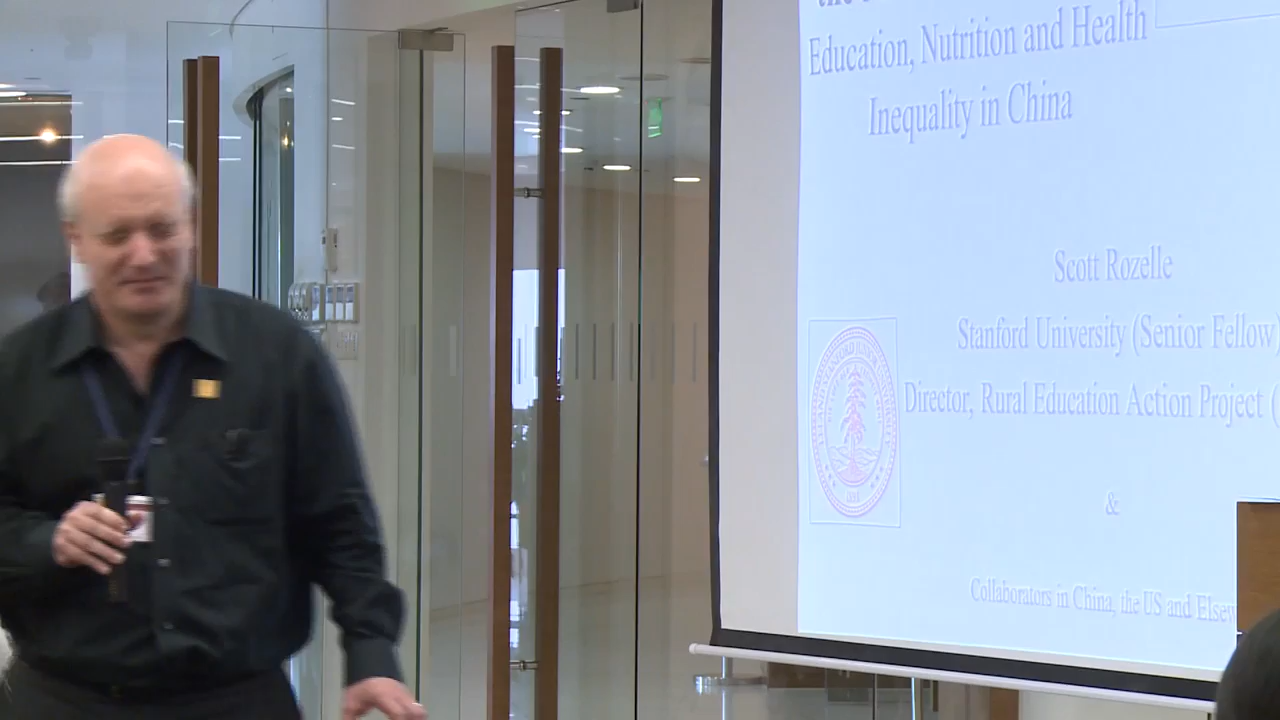 Education, Nutrition and Health
Inequality in China
Scott Rozelle
Stanford University (Senior Fellow)
Director, Rural Education Action Project (
&
Collaborators in China, the US and